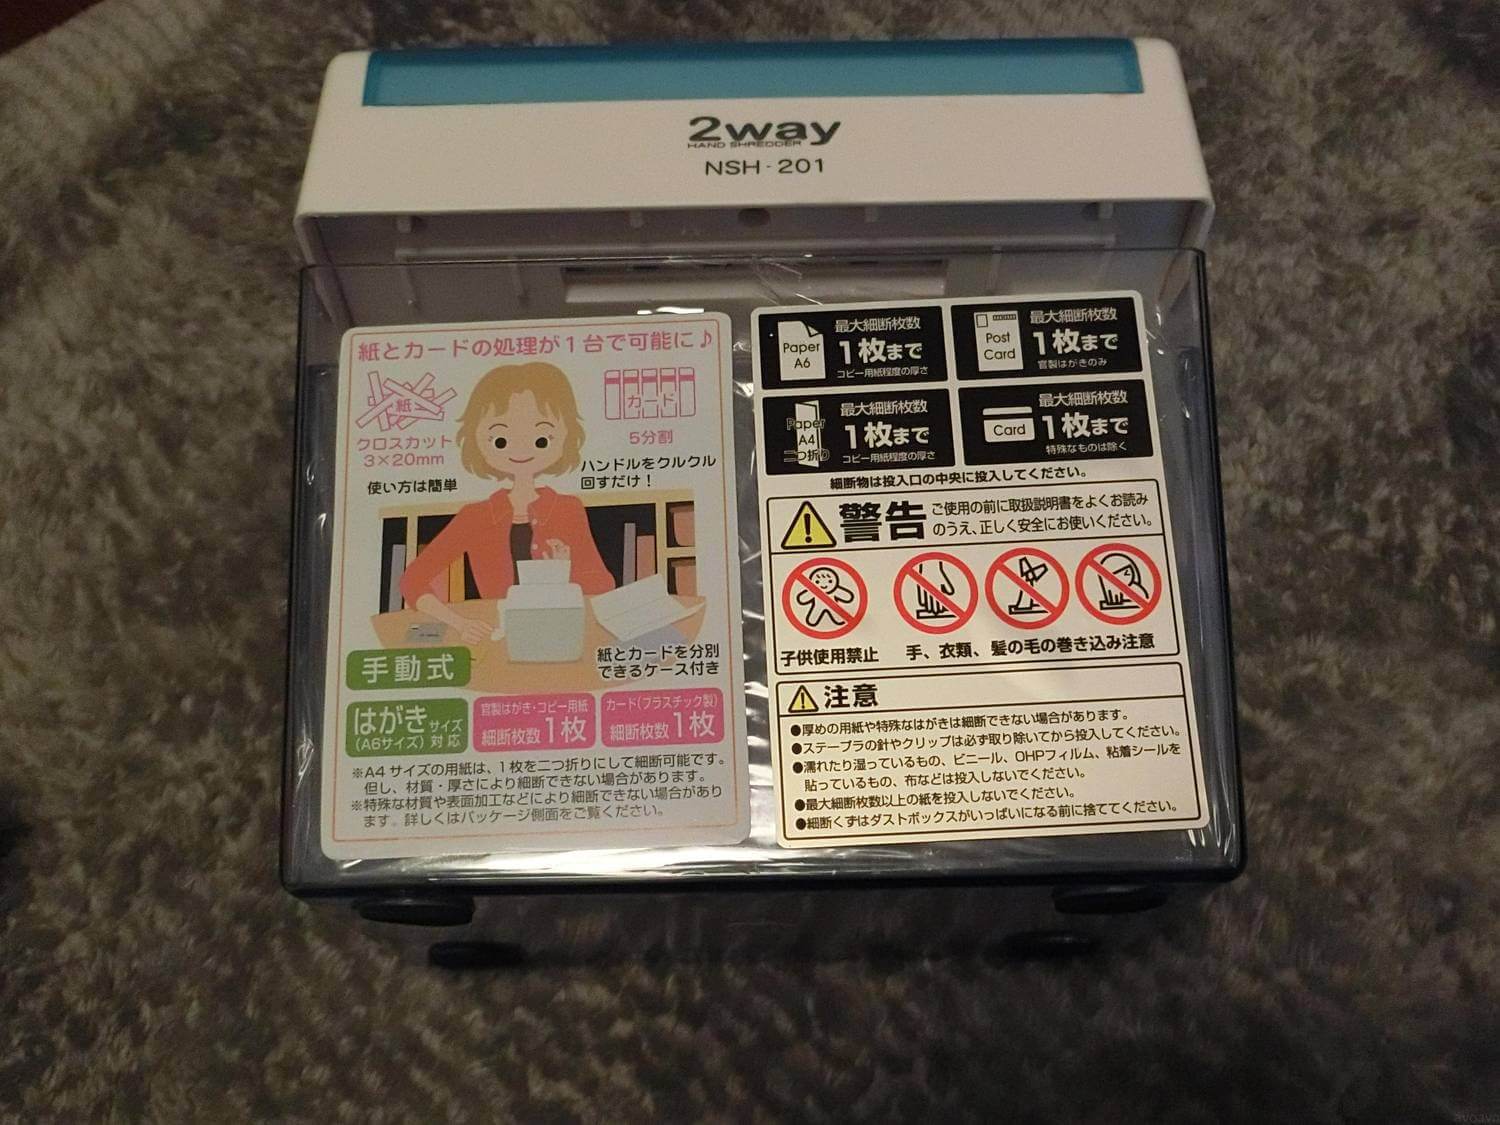 2way
HAND SHREDDER
NSH-201
紙とカードの処理が1台で可能に♪
紙
クロスカット
3×20mm
カード
5分割
使い方は簡単
ハンドルをクルクル
回すだけ!
紙とカードを分別
できるケース付き
手動式
はがきサイズ
(A6サイズ)対応
官製はがき・コピー用紙
細断枚数1枚
カード(プラスチック製)
細断枚数1枚
※A4サイズの用紙は、1枚を二つ折りにして細断可能です。
但し、材質・厚さにより細断できない場合があります。
※特殊な材質や表面加工などにより細断できない場合があり
ます。詳しくはパッケージ側面をご覧ください。
Paper
A6
最大細断枚数
1枚まで
コピー用紙程度の厚さ
Post
Card
最大細断枚数
1枚まで
官製はがきのみ
Paper
A4
二つ折り
最大細断枚数
1枚まで
コピー用紙程度の厚さ
Card
最大細断枚数
1枚まで
特殊なものは除く
細断物は投入口の中央に投入してください。
警告
ご使用の前に取扱説明書をよくお読み
のうえ、正しく安全にお使いください。
子供使用禁止
手、衣類、髪の毛の巻き込み注意
注意
●厚めの用紙や特殊なはがきは細断できない場合があります。
●ステープラの針やクリップは必ず取り除いてから投入してください。
●濡れたり湿っているもの、ビニール、OHPフィルム、粘着シールを
貼っているもの、布などは投入しないでください。
●最大細断枚数以上の紙を投入しないでください。
●細断くずはダストボックスがいっぱいになる前に捨ててください。